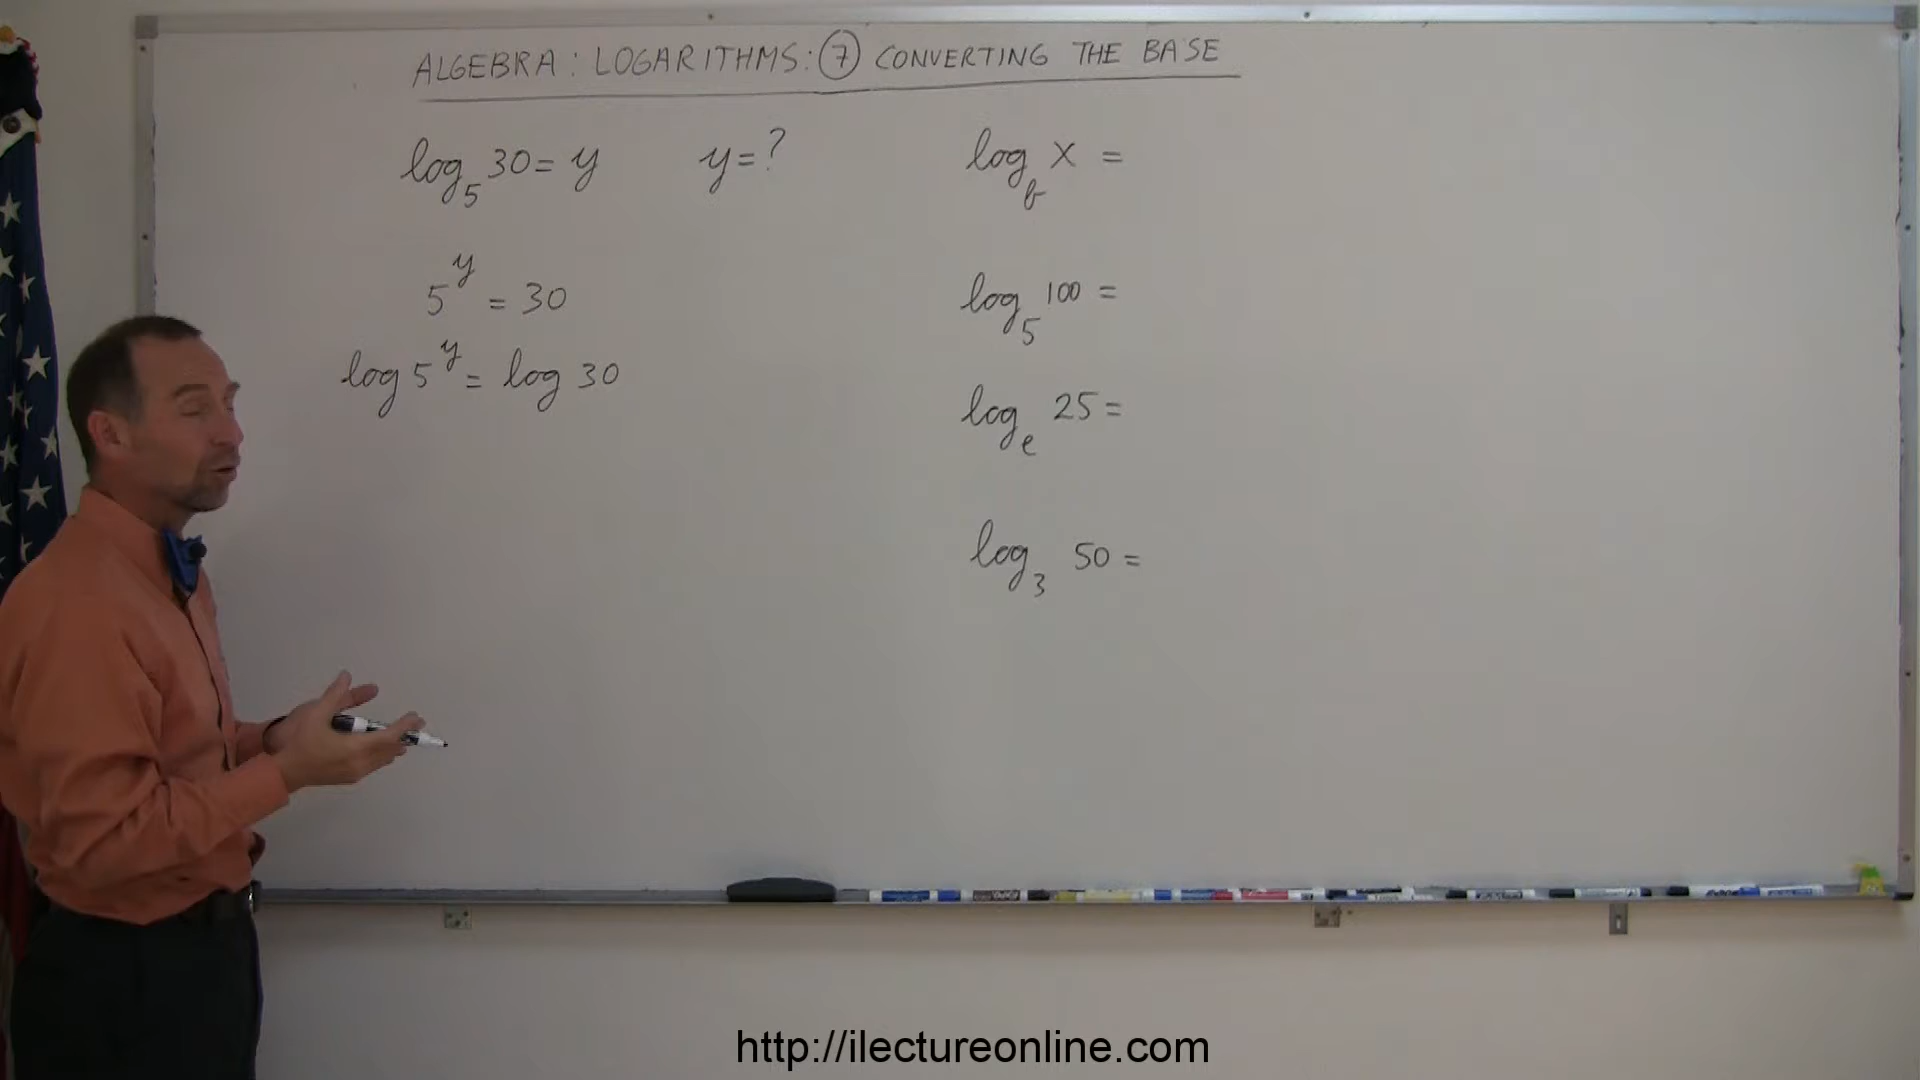 ALGEBRA: LOGARITHMS: ⑦ CONVERTING THE BASE
log₅ 30 = y    y = ?
5^y = 30
log 5^y = log 30
log_b x =
log₅ 100 =
log_e 25 =
log₃ 50 =
http://ilectureonline.com